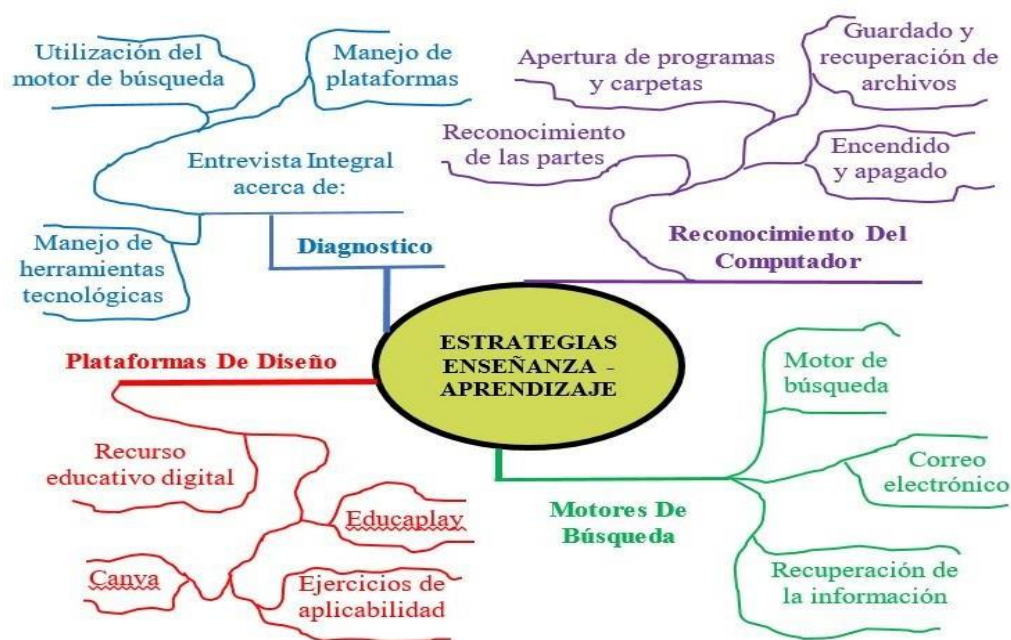 Utilización del
motor de búsqueda
Manejo de
plataformas
Entrevista Integral
acerca de:
Manejo de
herramientas
tecnológicas
Diagnostico
Apertura de programas
y carpetas
Guardado y
recuperación de
archivos
Reconocimiento
de las partes
Encendido
y apagado
Reconocimiento Del
Computador
ESTRATEGIAS
ENSEÑANZA -
APRENDIZAJE
Plataformas De Diseño
Recurso
educativo digital
Educaplay
Canva
Ejercicios de
aplicabilidad
Motor de
búsqueda
Correo
electrónico
Motores De
Búsqueda
Recuperación de
la información